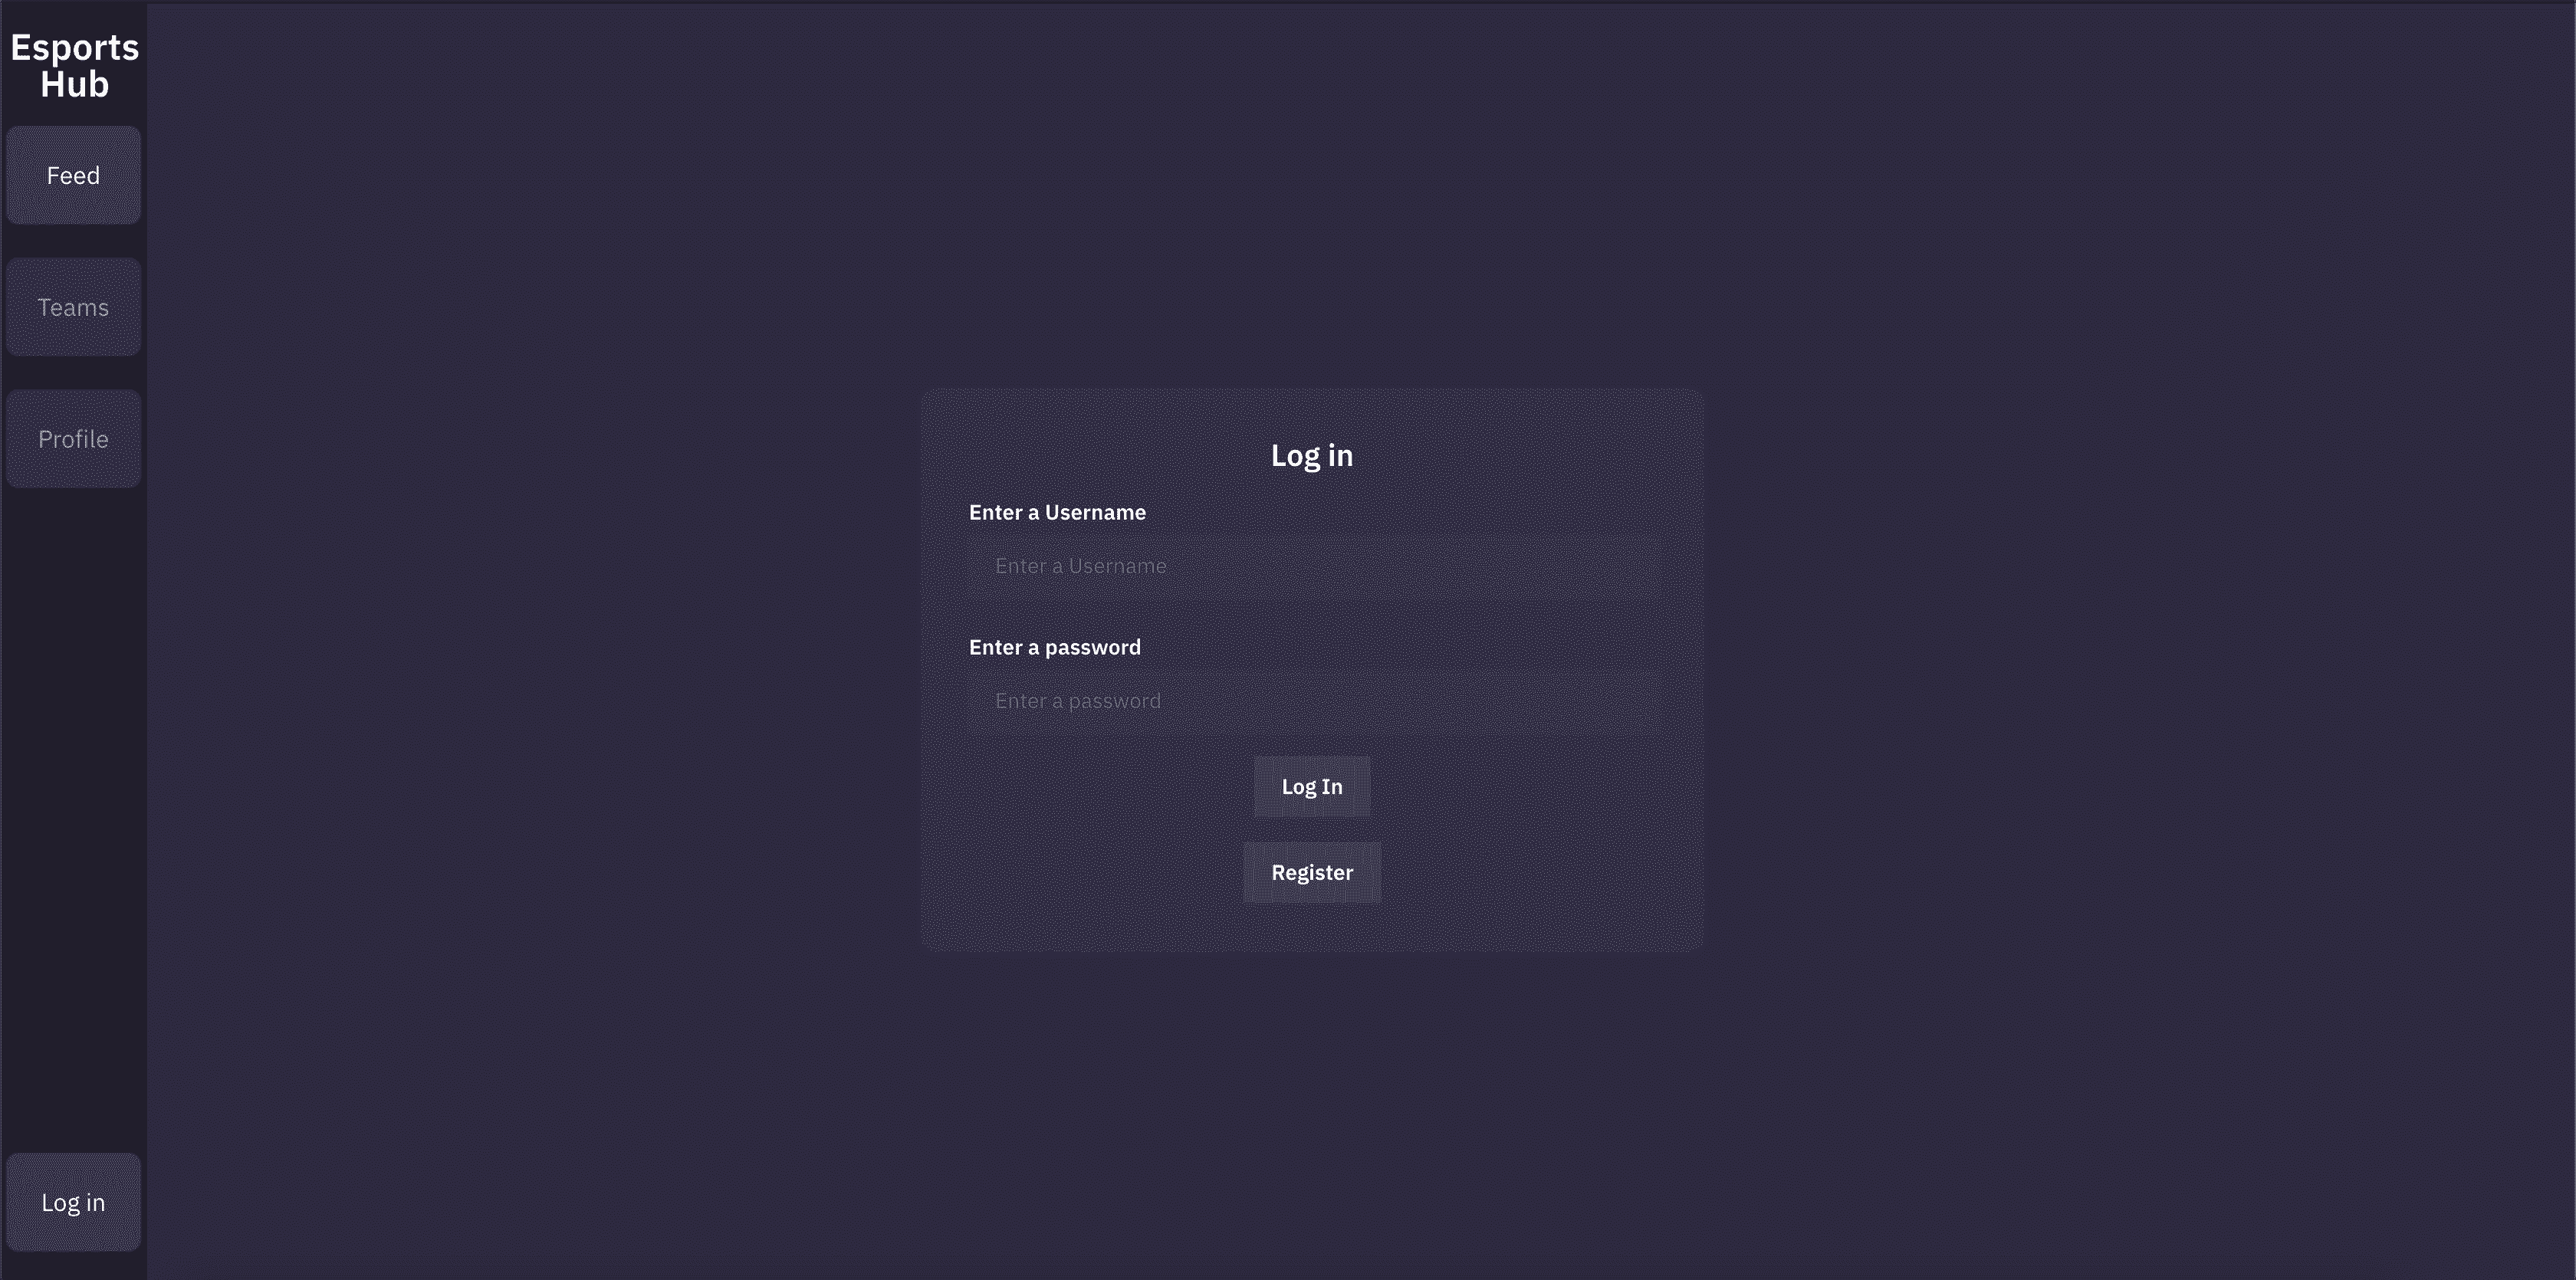 Esports
Hub
Feed
Teams
Profile
Log in
Log in
Enter a Username
Enter a Username
Enter a password
Enter a password
Log In
Register